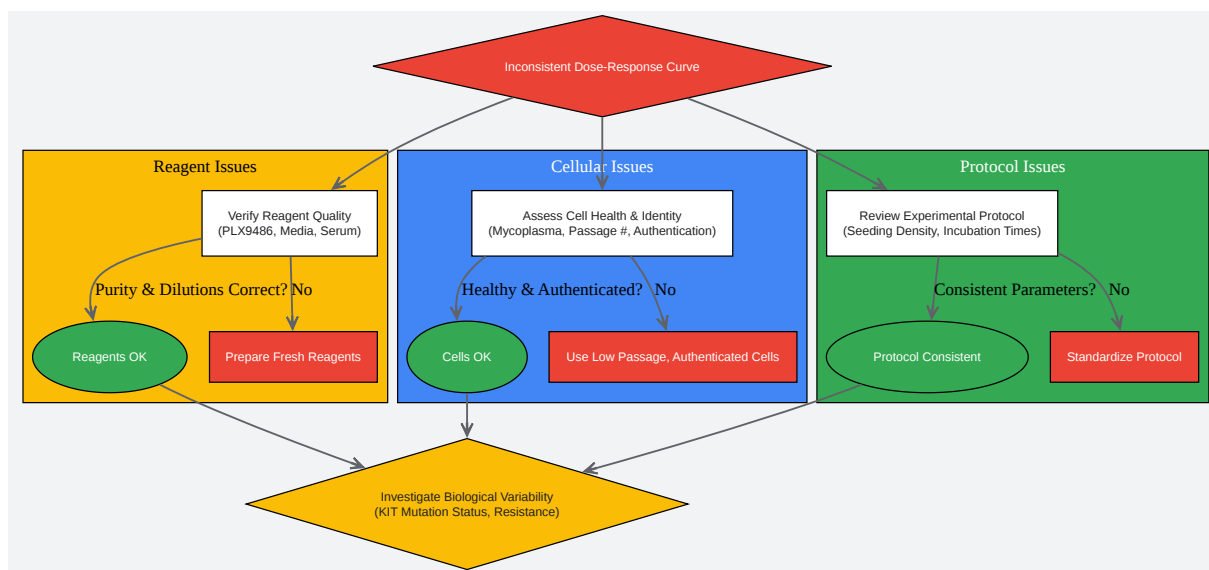 Inconsistent Dose-Response Curve
Reagent Issues
Verify Reagent Quality
(PLX9486, Media, Serum)
Purity & Dilutions Correct?
No
Reagents OK
Prepare Fresh Reagents
Cellular Issues
Assess Cell Health & Identity
(Mycoplasma, Passage #, Authentication)
Healthy & Authenticated?
No
Cells OK
Use Low Passage, Authenticated Cells
Protocol Issues
Review Experimental Protocol
(Seeding Density, Incubation Times)
Consistent Parameters?
No
Protocol Consistent
Standardize Protocol
Investigate Biological Variability
(KIT Mutation Status, Resistance)